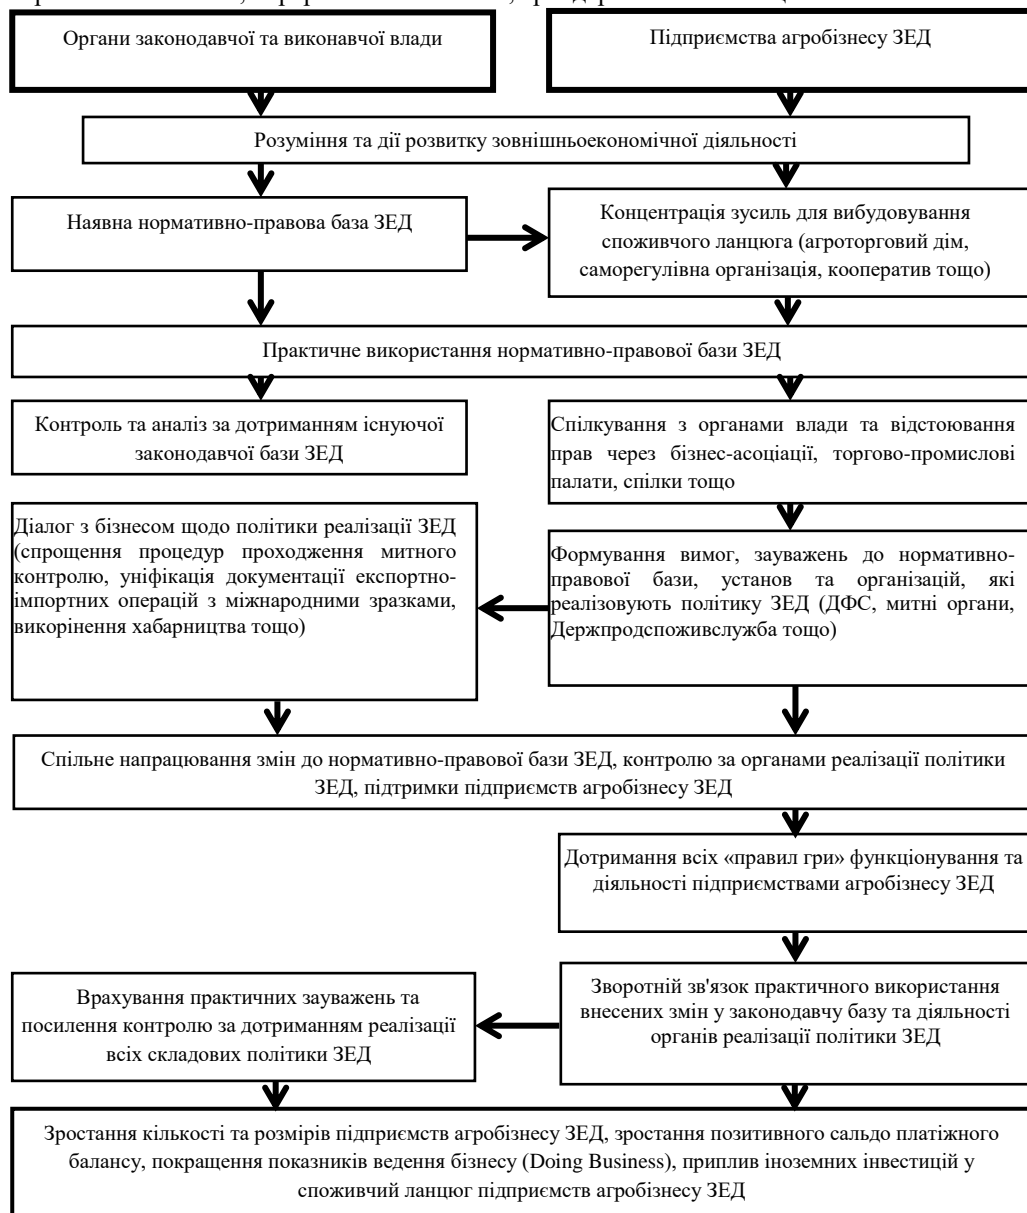 Органи законодавчої та виконавчої влади
Підприємства агробізнесу ЗЕД
Розуміння та дії розвитку зовнішньоекономічної діяльності
Наявна нормативно-правова база ЗЕД
Концентрація зусиль для вибудовування
споживчого ланцюга (агроторговий дім,
саморегулівна організація, кооператив тощо)
Практичне використання нормативно-правової бази ЗЕД
Контроль та аналіз за дотриманням існуючої
законодавчої бази ЗЕД
Спілкування з органами влади та відстоювання
прав через бізнес-асоціації, торгово-промислові
палати, спілки тощо
Діалог з бізнесом щодо політики реалізації ЗЕД
(спрощення процедур проходження митного
контролю, уніфікація документації експортно-
імпортних операцій з міжнародними зразками,
викорінення хабарництва тощо)
Формування вимог, зауважень до нормативно-
правової бази, установ та організацій, які
реалізовують політику ЗЕД (ДФС, митні органи,
Держпродспоживслужба тощо)
Спільне напрацювання змін до нормативно-правової бази ЗЕД, контролю за органами реалізації політики
ЗЕД, підтримки підприємств агробізнесу ЗЕД
Дотримання всіх «правил гри» функціонування та
діяльності підприємствами агробізнесу ЗЕД
Зворотній зв'язок практичного використання
внесених змін у законодавчу базу та діяльності
органів реалізації політики ЗЕД
Врахування практичних зауважень та
посилення контролю за дотриманням реалізації
всіх складових політики ЗЕД
Зростання кількості та розмірів підприємств агробізнесу ЗЕД, зростання позитивного сальдо платіжного
балансу, покращення показників ведення бізнесу (Doing Business), приплив іноземних інвестицій у
споживчий ланцюг підприємств агробізнесу ЗЕД